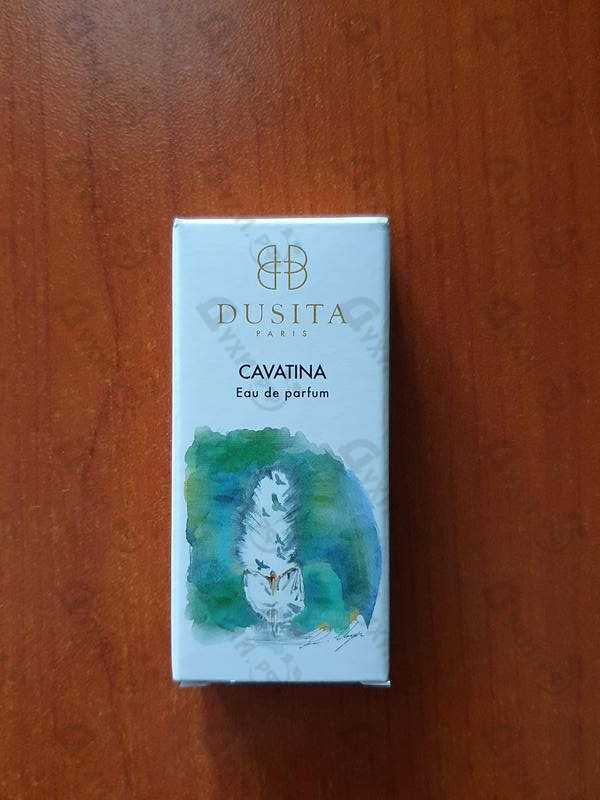 DUSITA
PARIS
CAVATINA
Eau de parfum